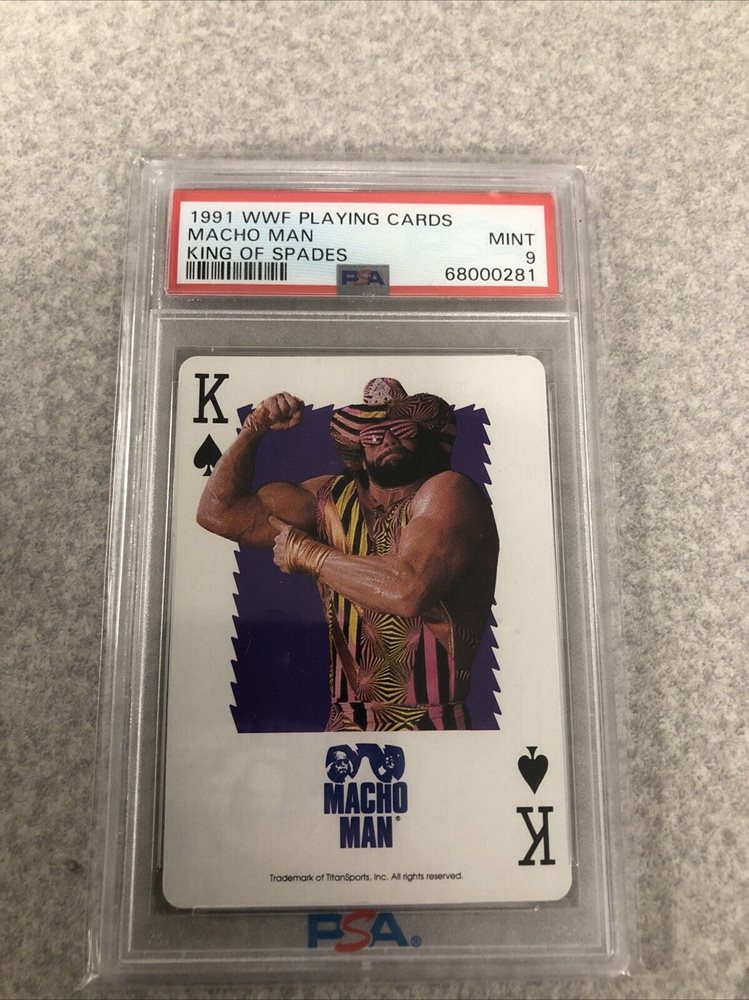 1991 WWF PLAYING CARDS
MACHO MAN MINT
KING OF SPADES 9
PSA 68000281
K
MACHO
MAN®
K
Trademark of TitanSports, Inc. All rights reserved.
PSA®